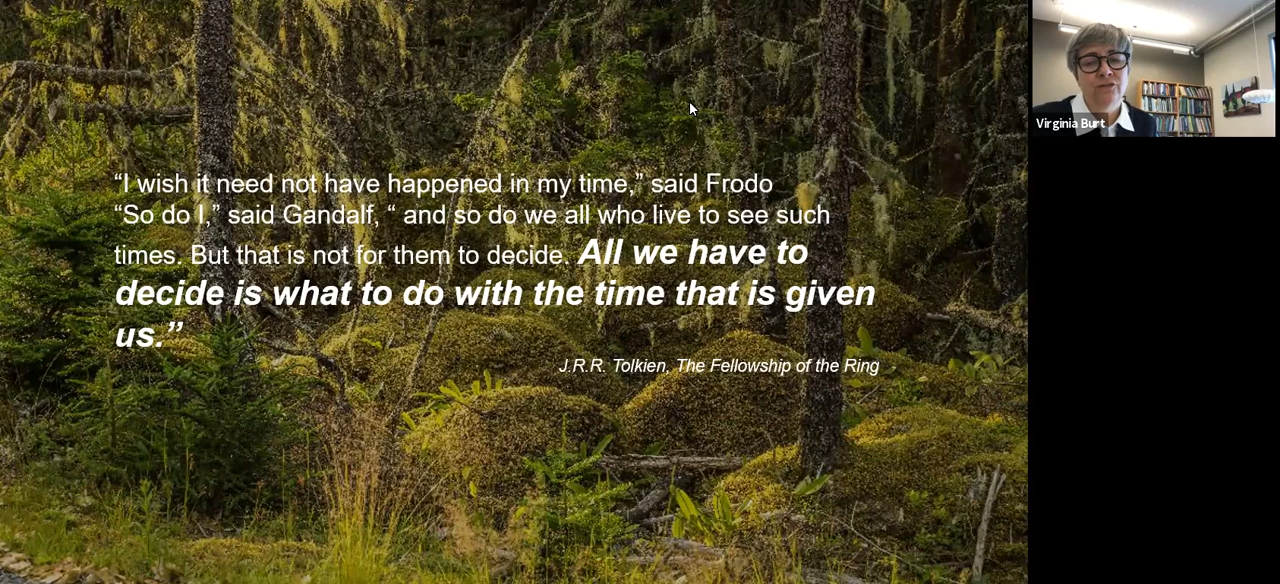 “I wish it need not have happened in my time,” said Frodo
“So do I,” said Gandalf, “ and so do we all who live to see such
times. But that is not for them to decide. All we have to
decide is what to do with the time that is given
us.”
J.R.R. Tolkien, The Fellowship of the Ring
Virginia Burt